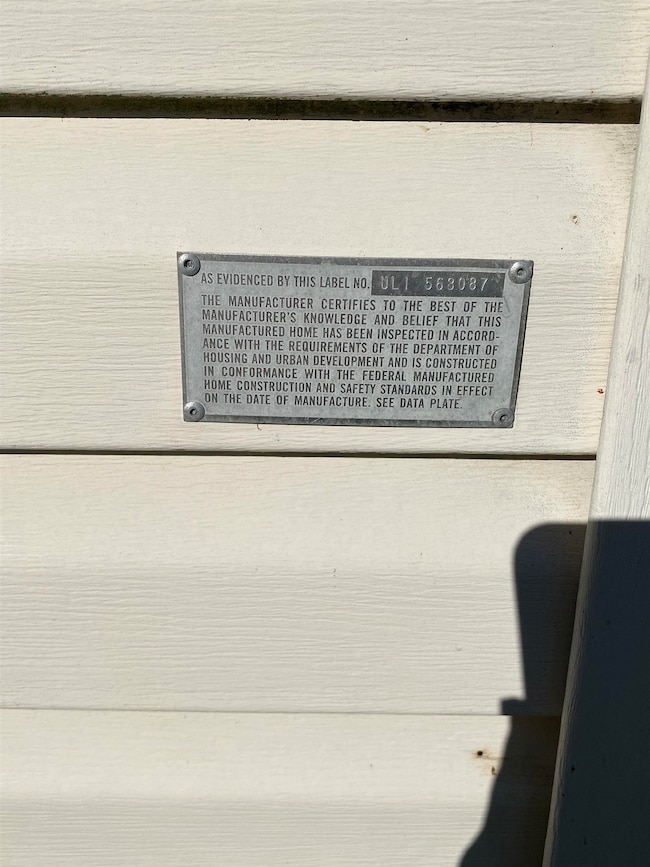 AS EVIDENCED BY THIS LABEL NO. ULI 563087
THE MANUFACTURER CERTIFIES TO THE BEST OF THE
MANUFACTURER'S KNOWLEDGE AND BELIEF THAT THIS
MANUFACTURED HOME HAS BEEN INSPECTED IN ACCORD-
ANCE WITH THE REQUIREMENTS OF THE DEPARTMENT OF
HOUSING AND URBAN DEVELOPMENT AND IS CONSTRUCTED
IN CONFORMANCE WITH THE FEDERAL MANUFACTURED
HOME CONSTRUCTION AND SAFETY STANDARDS IN EFFECT
ON THE DATE OF MANUFACTURE. SEE DATA PLATE.